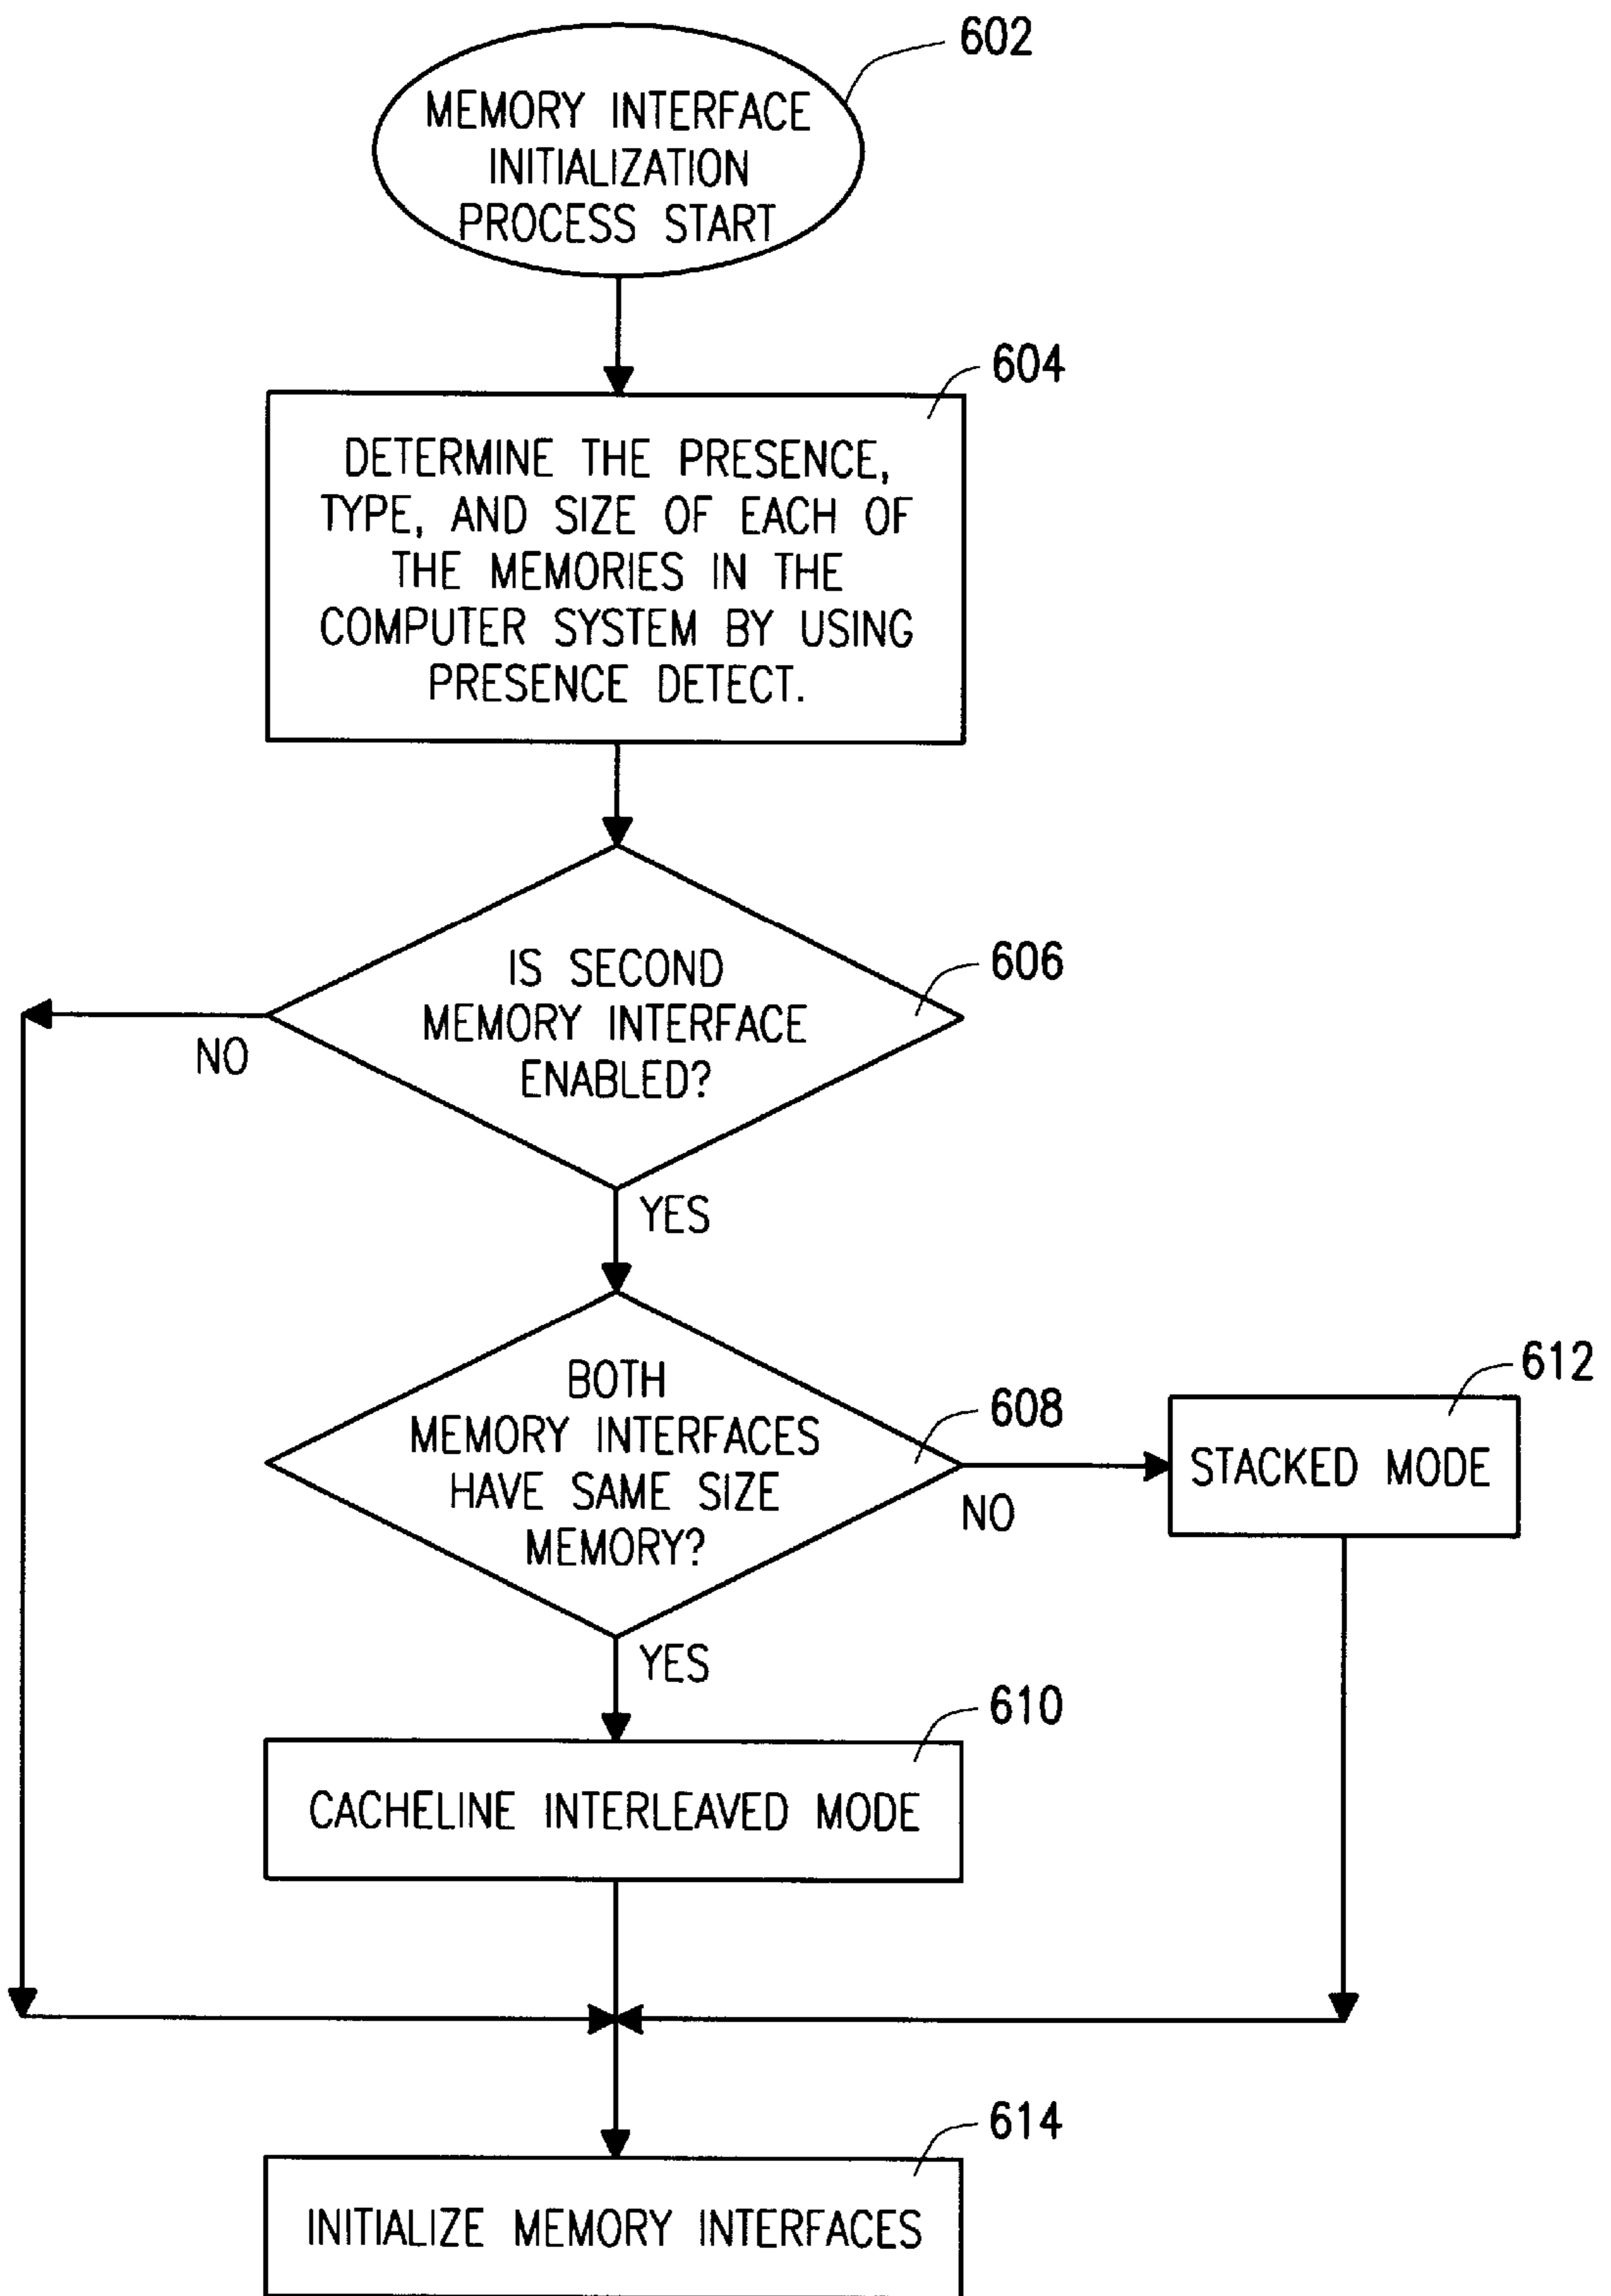 602
MEMORY INTERFACE
INITIALIZATION
PROCESS START
604
DETERMINE THE PRESENCE,
TYPE, AND SIZE OF EACH OF
THE MEMORIES IN THE
COMPUTER SYSTEM BY USING
PRESENCE DETECT.
606
IS SECOND
MEMORY INTERFACE
ENABLED?
NO
YES
608
BOTH
MEMORY INTERFACES
HAVE SAME SIZE
MEMORY?
NO
612
STACKED MODE
YES
610
CACHELINE INTERLEAVED MODE
614
INITIALIZE MEMORY INTERFACES